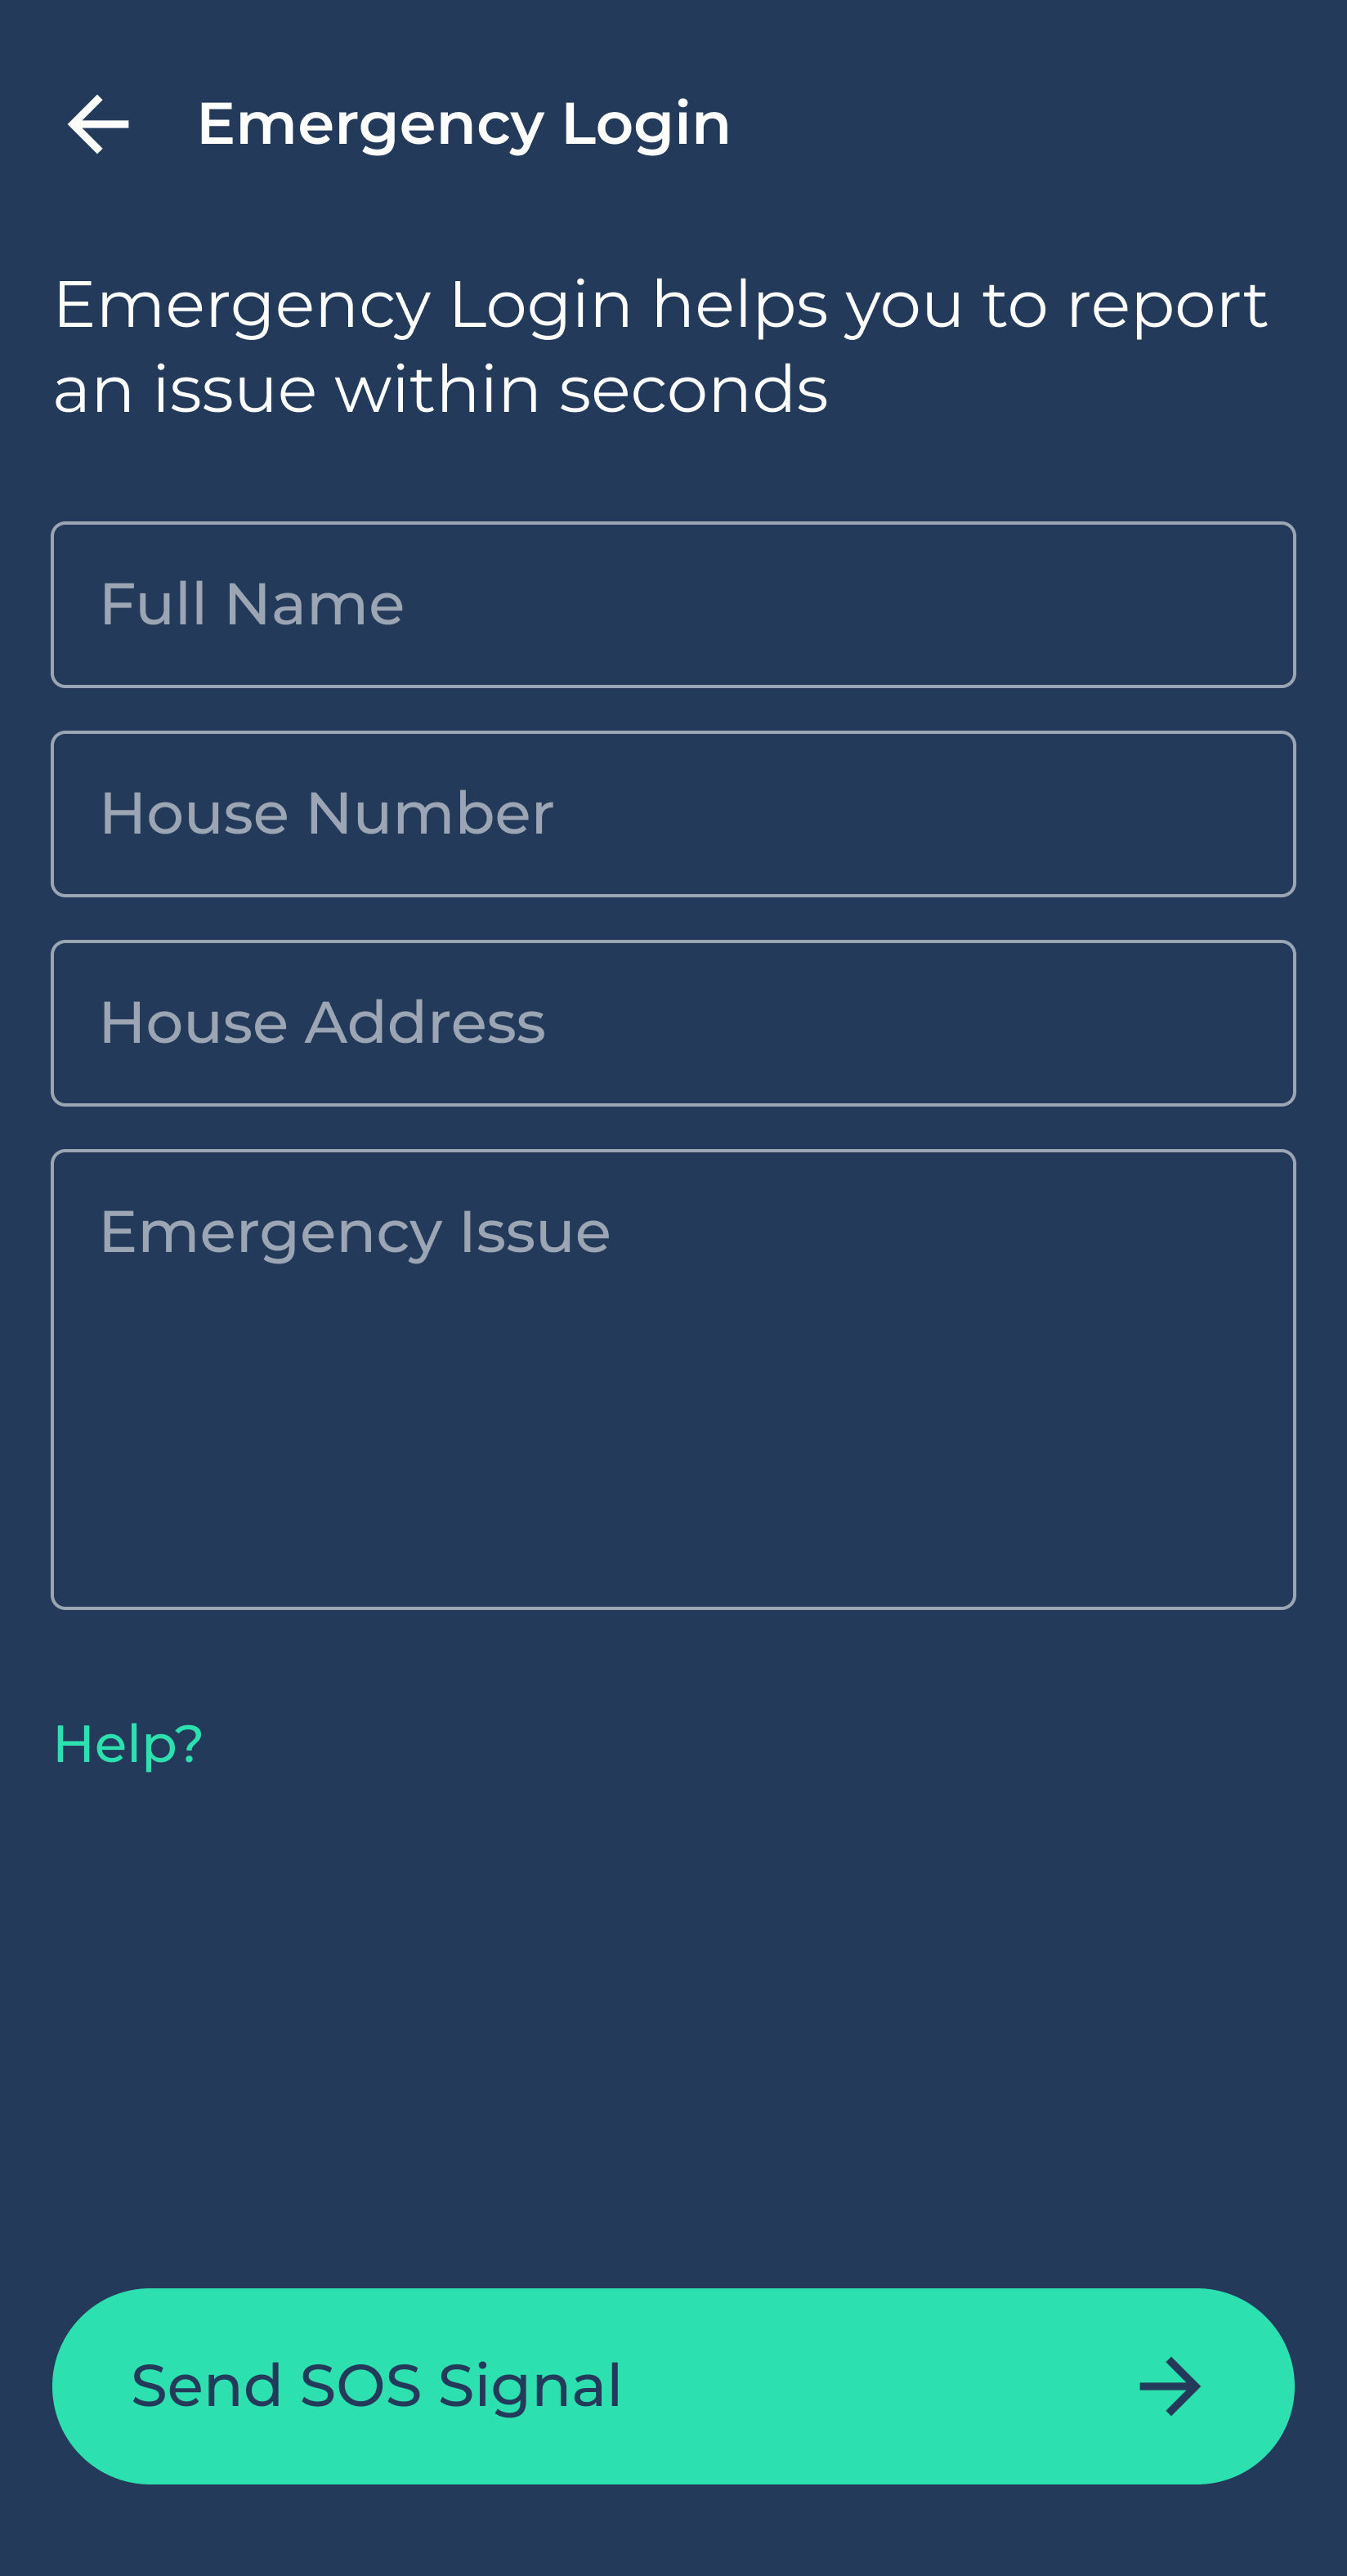 Emergency Login
Emergency Login helps you to report
an issue within seconds
Full Name
House Number
House Address
Emergency Issue
Help?
Send SOS Signal